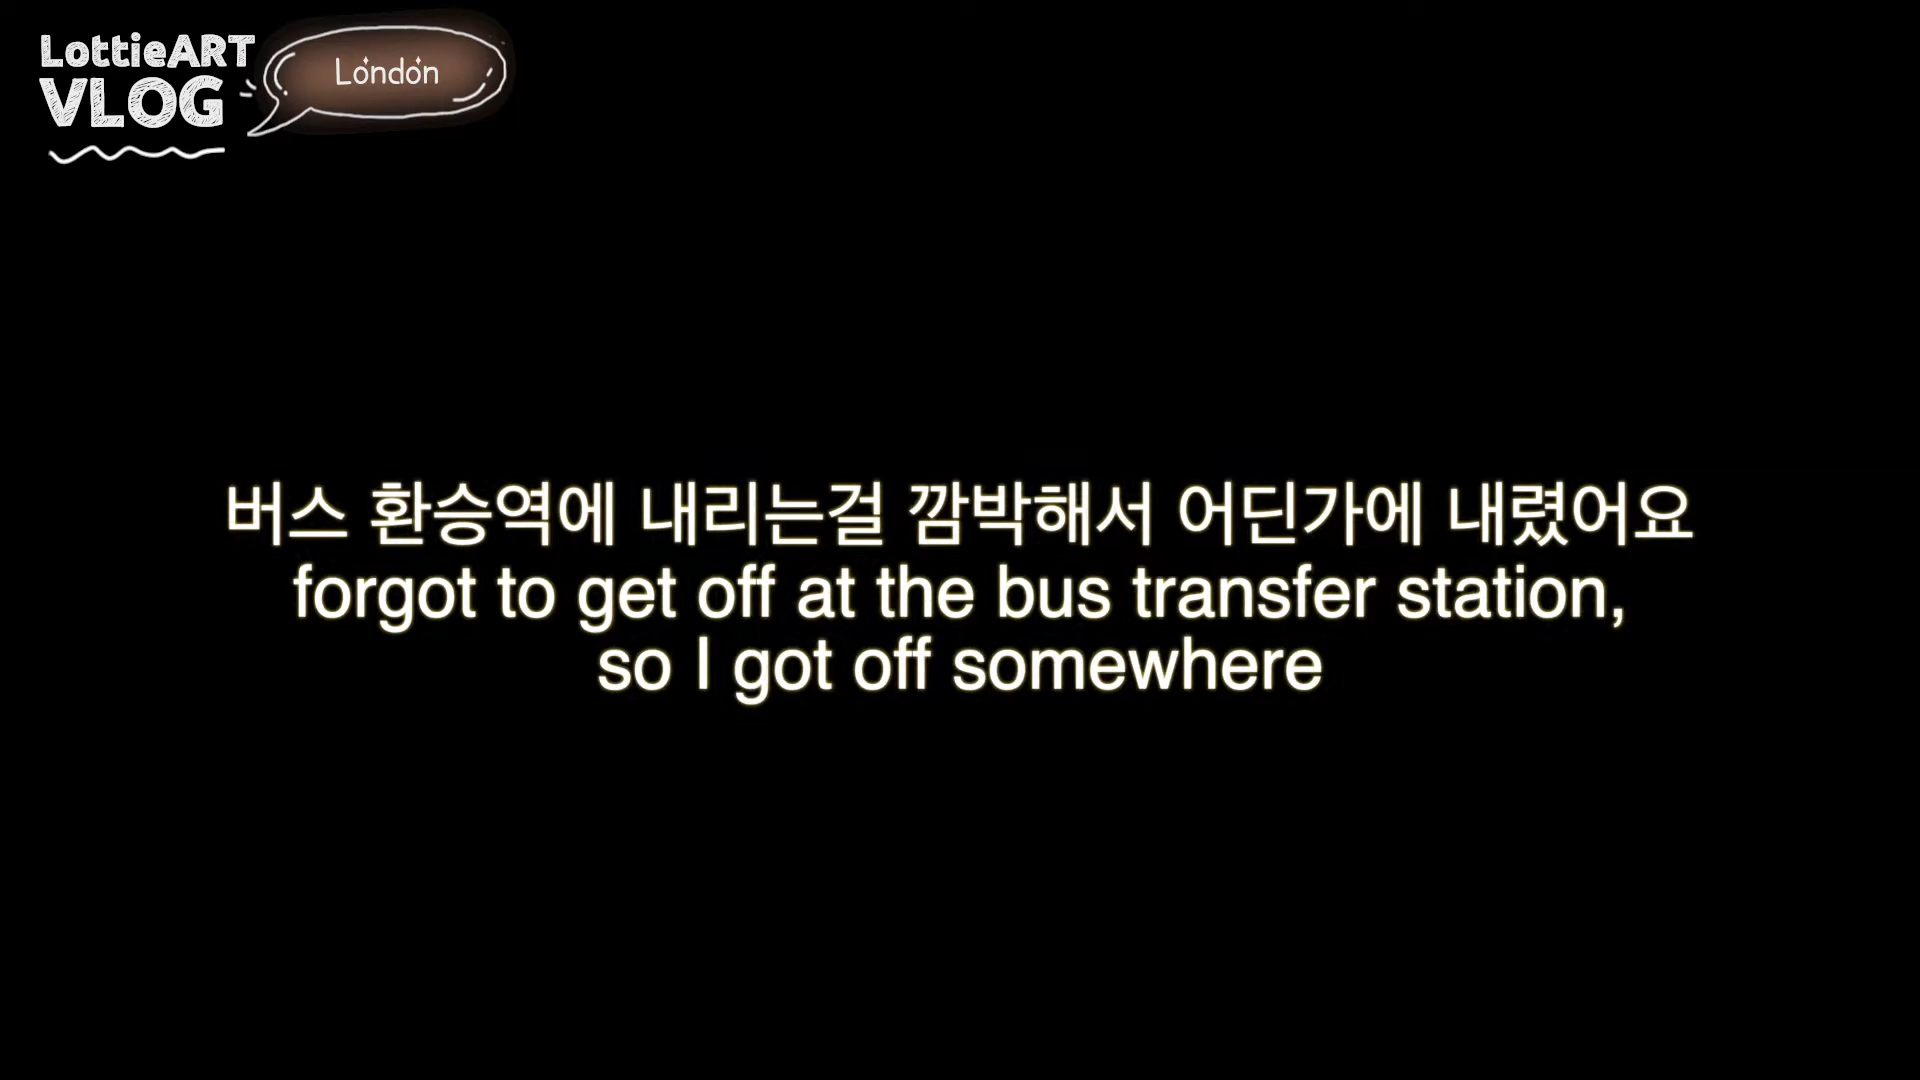 LottieART
VLOG
London
버스 환승역에 내리는걸 깜박해서 어딘가에 내렸어요
forgot to get off at the bus transfer station,
so I got off somewhere